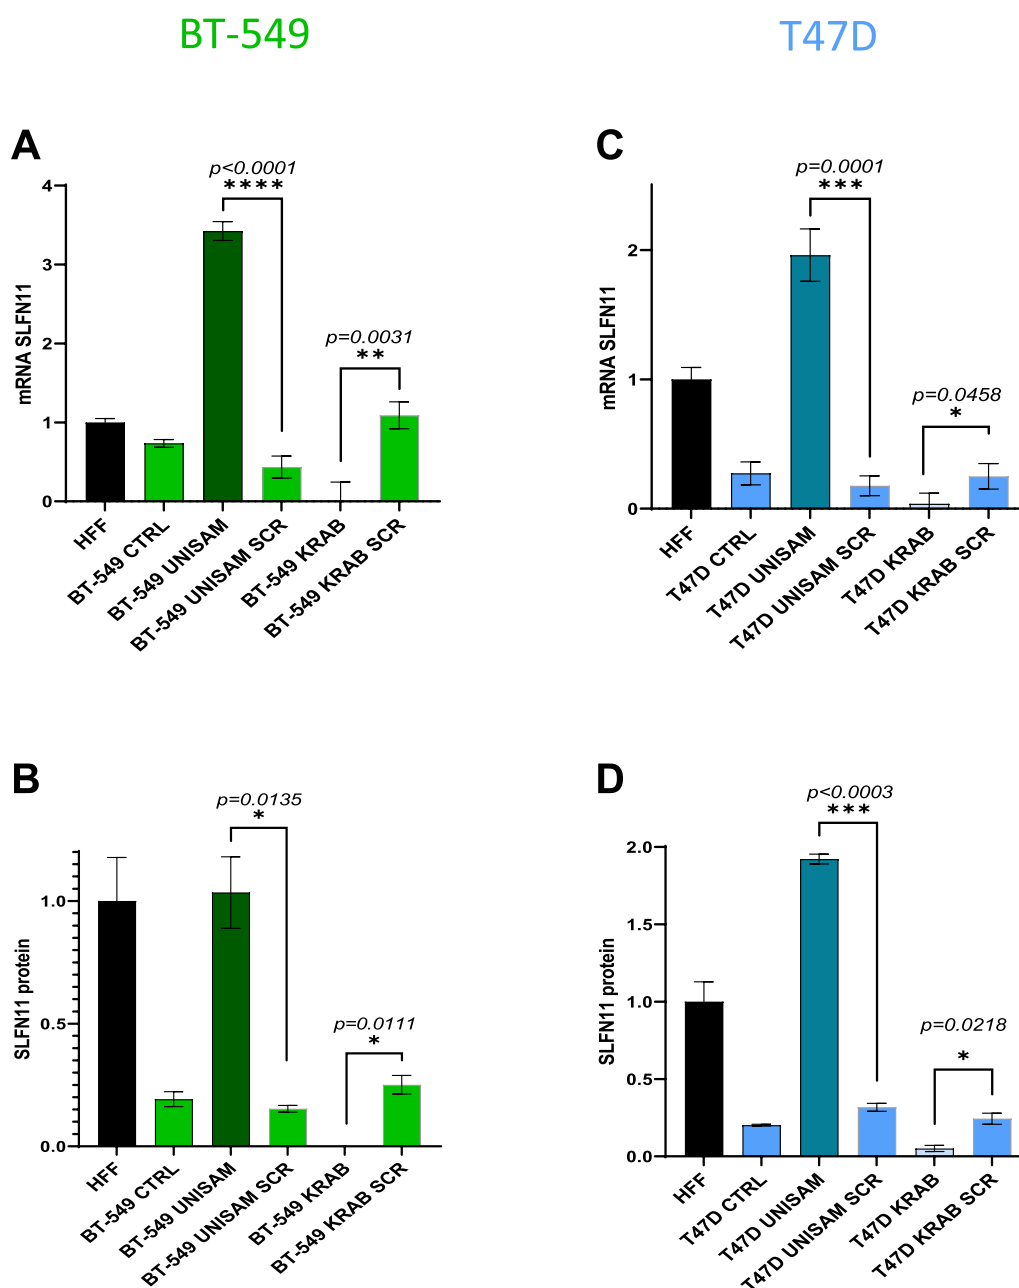 BT-549
T47D
A
p<0.0001
****
4
3
2
1
0
mRNA SLFN11
p=0.0031
**
HFF
BT-549 CTRL
BT-549 UNISAM
BT-549 UNISAM SCR
BT-549 KRAB
BT-549 KRAB SCR
C
p=0.0001
***
2
1
0
mRNA SLFN11
p=0.0458
*
HFF
T47D CTRL
T47D UNISAM
T47D UNISAM SCR
T47D KRAB
T47D KRAB SCR
B
p=0.0135
*
1.0
0.5
0.0
SLFN11 protein
p=0.0111
*
HFF
BT-549 CTRL
BT-549 UNISAM
BT-549 UNISAM SCR
BT-549 KRAB
BT-549 KRAB SCR
D
p<0.0003
***
2.0
1.5
1.0
0.5
0.0
SLFN11 protein
p=0.0218
*
HFF
T47D CTRL
T47D UNISAM
T47D UNISAM SCR
T47D KRAB
T47D KRAB SCR